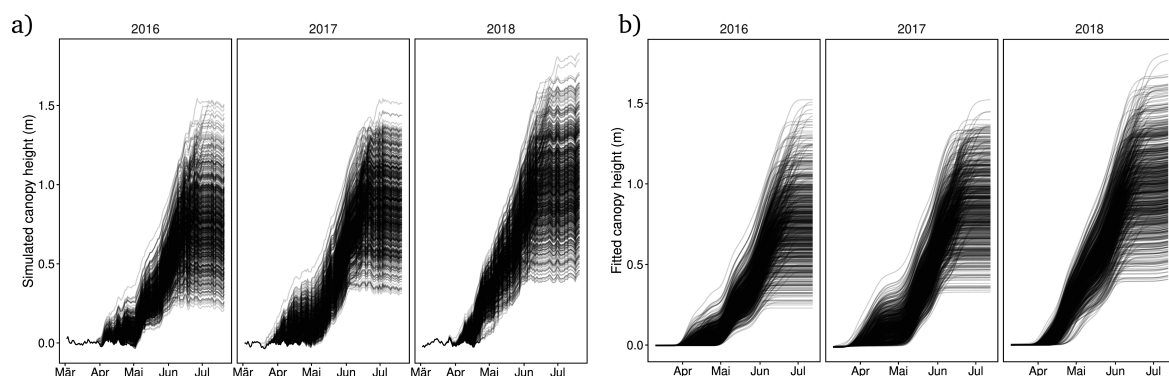 a)
2016 2017 2018
Simulated canopy height (m)
1.5
1.0
0.5
0.0
Mär Apr Mai Jun Jul Mär Apr Mai Jun Jul Mär Apr Mai Jun Jul
b)
2016 2017 2018
Fitted canopy height (m)
1.5
1.0
0.5
0.0
Apr Mai Jun Jul Apr Mai Jun Jul Apr Mai Jun Jul